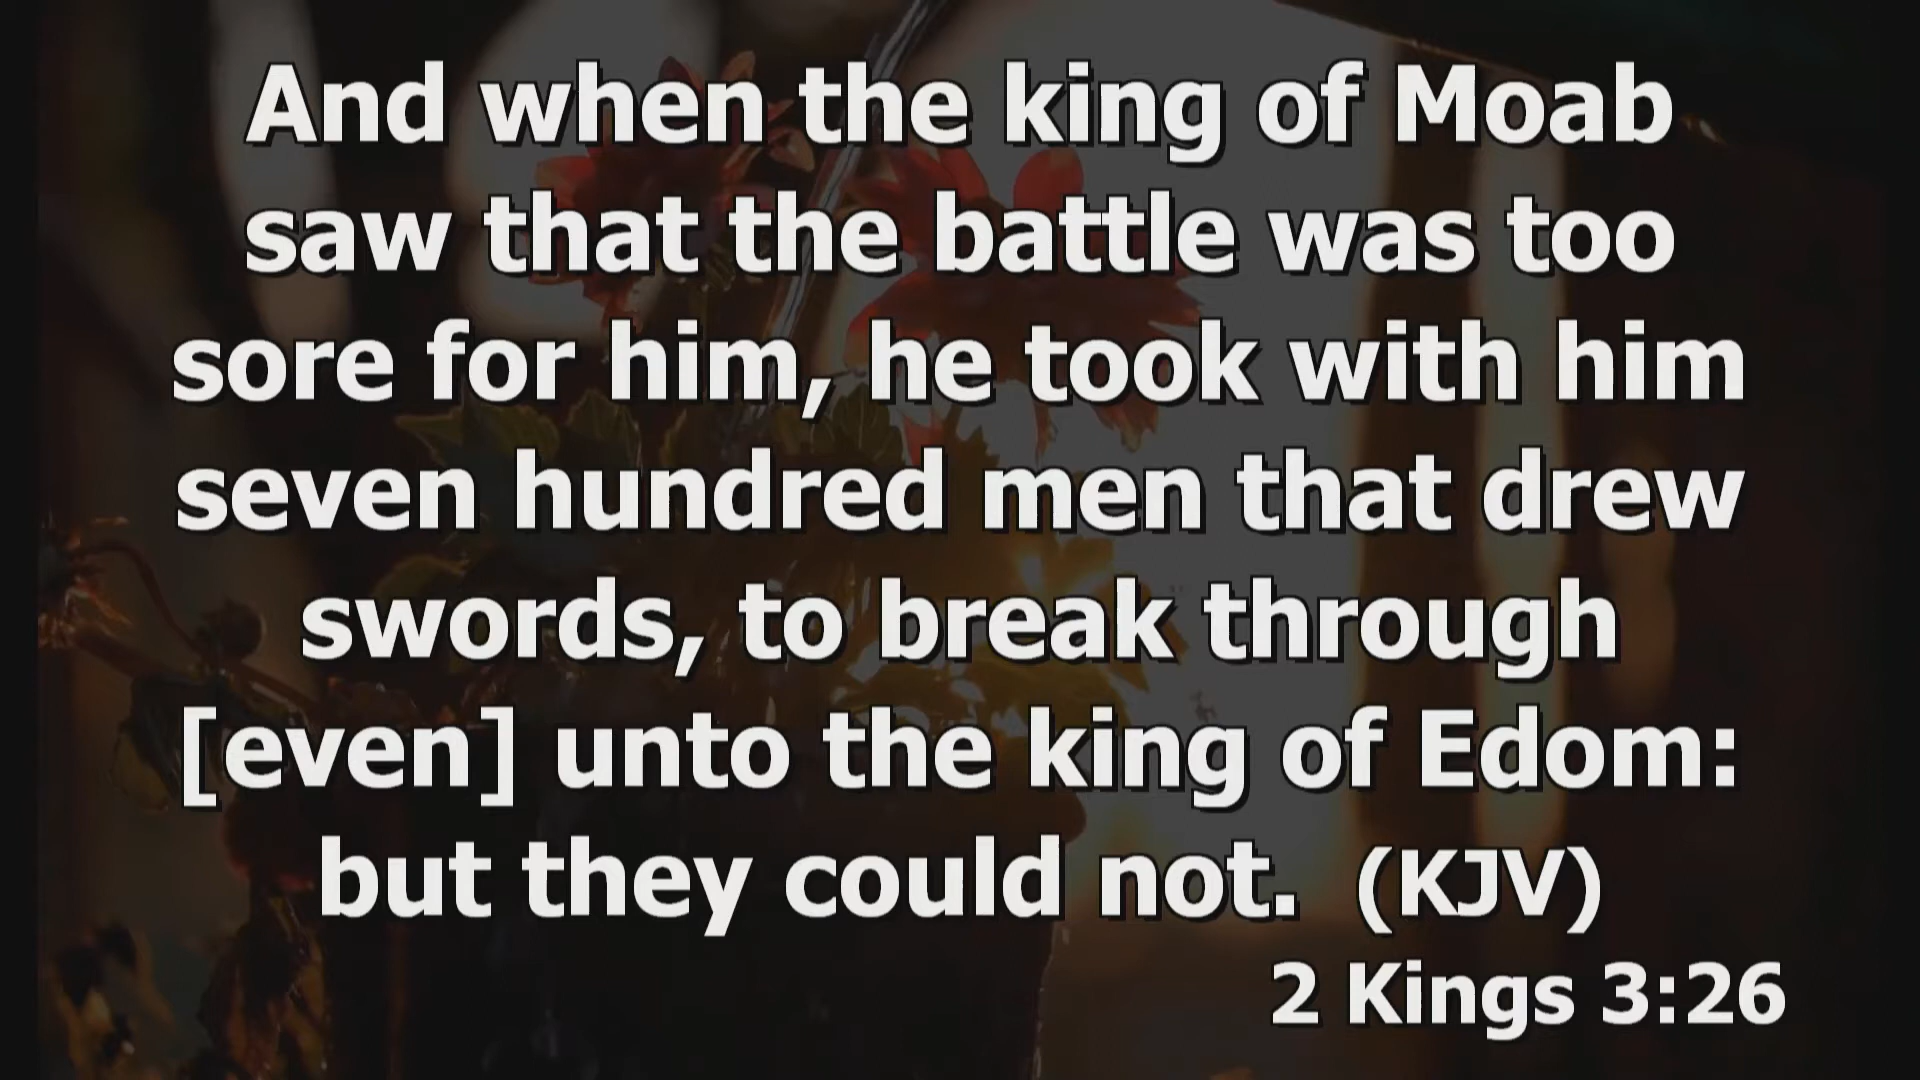 And when the king of Moab
saw that the battle was too
sore for him, he took with him
seven hundred men that drew
swords, to break through
[even] unto the king of Edom:
but they could not. (KJV)
2 Kings 3:26